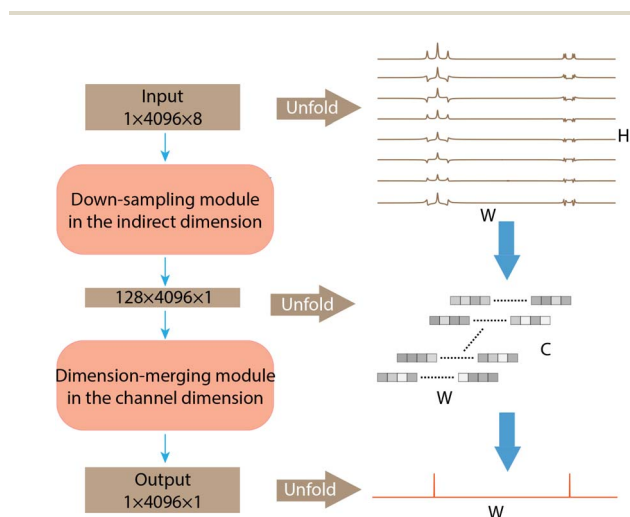 Input
1×4096×8
Unfold
H
W
Down-sampling module
in the indirect dimension
128×4096×1
Unfold
C
W
Dimension-merging module
in the channel dimension
Output
1×4096×1
Unfold
W